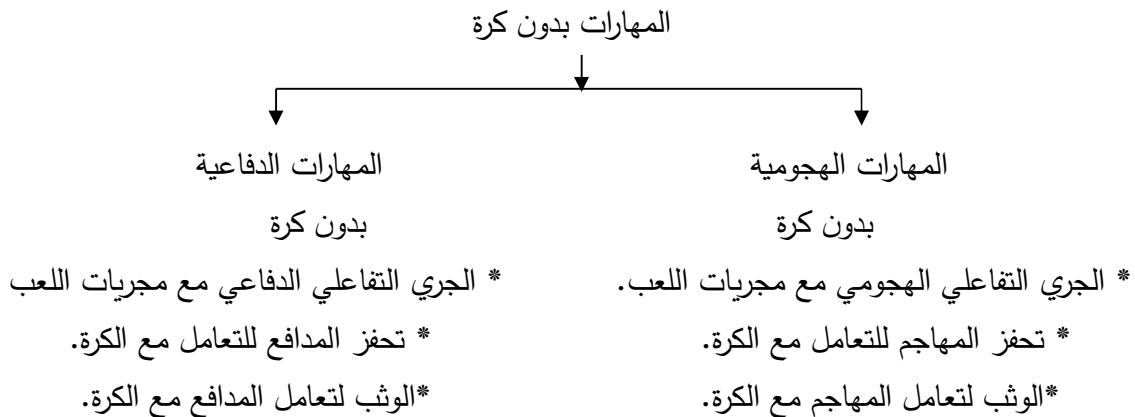 المهارات بدون كرة
المهارات الهجومية
بدون كرة
* الجري التفاعلي الهجومي مع مجريات اللعب.
* تحفز المهاجم للتعامل مع الكرة.
*الوثب لتعامل المهاجم مع الكرة.
المهارات الدفاعية
بدون كرة
* الجري التفاعلي الدفاعي مع مجريات اللعب
* تحفز المدافع للتعامل مع الكرة.
*الوثب لتعامل المدافع مع الكرة.